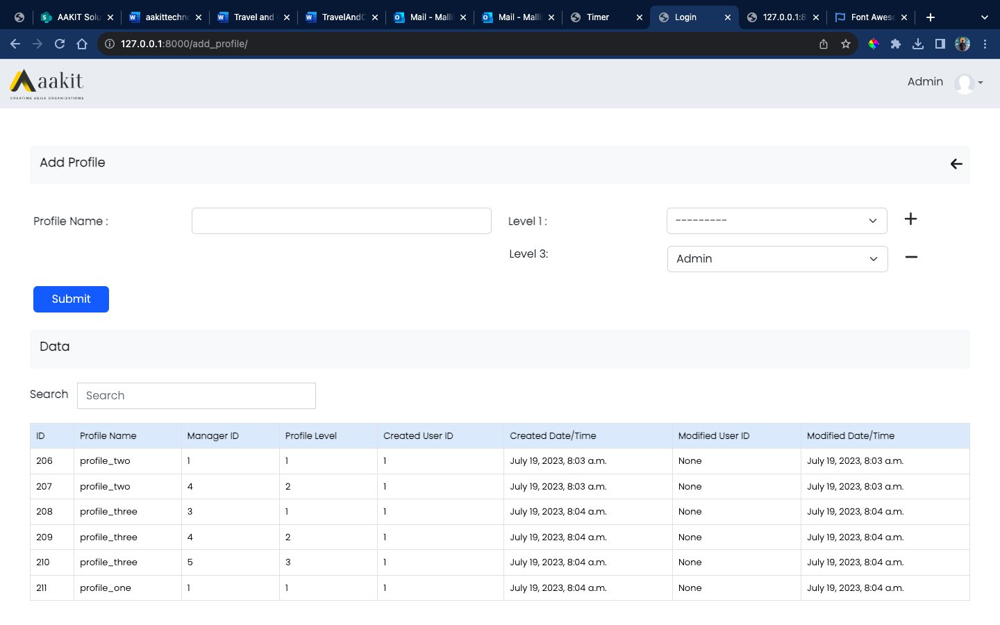 AAKIT Solu
aakittechno
Travel and
TravelAndC
Mail - Malli
Mail - Malli
Timer
Login
127.0.0.1:8
Font Aweso
127.0.0.1:8000/add_profile/
aakit
CREATING AGILE ORGANIZATIONS
Admin
Add Profile
Profile Name :
Level 1 :
---------
Level 3:
Admin
Submit
Data
Search
Search
ID Profile Name Manager ID Profile Level Created User ID Created Date/Time Modified User ID Modified Date/Time
206 profile_two 1 1 1 July 19, 2023, 8:03 a.m. None July 19, 2023, 8:03 a.m.
207 profile_two 4 2 1 July 19, 2023, 8:03 a.m. None July 19, 2023, 8:03 a.m.
208 profile_three 3 1 1 July 19, 2023, 8:04 a.m. None July 19, 2023, 8:04 a.m.
209 profile_three 4 2 1 July 19, 2023, 8:04 a.m. None July 19, 2023, 8:04 a.m.
210 profile_three 5 3 1 July 19, 2023, 8:04 a.m. None July 19, 2023, 8:04 a.m.
211 profile_one 1 1 1 July 19, 2023, 8:04 a.m. None July 19, 2023, 8:04 a.m.